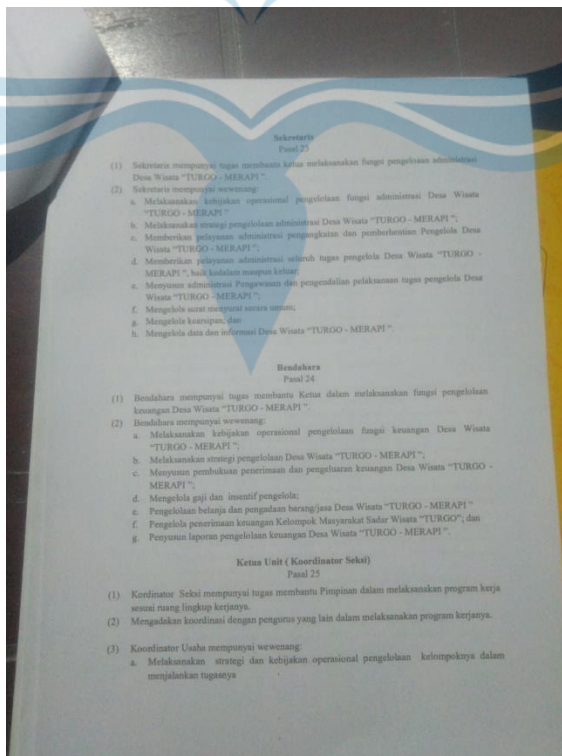 Sekretaris
Pasal 23
(1) Sekretaris mempunyai tugas membantu ketua melaksanakan fungsi pengelolaan administrasi
Desa Wisata "TURGO - MERAPI ".
(2) Sekretaris mempunyai wewenang:
a. Melaksanakan kebijakan operasional pengelolaan fungsi administrasi Desa Wisata
"TURGO - MERAPI "
b. Melaksanakan strategi pengelolaan administrasi Desa Wisata "TURGO - MERAPI ";
c. Memberikan pelayanan administrasi pengangkatan dan pemberhentian Pengelola Desa
Wisata "TURGO - MERAPI ";
d. Memberikan pelayanan administrasi seluruh tugas pengelola Desa Wisata "TURGO -
MERAPI ", baik kedalam maupun keluar;
e. Menyusun administrasi Pengawasan dan pengendalian pelaksanaan tugas pengelola Desa
Wisata "TURGO - MERAPI ";
f. Mengelola surat menyurat secara umum;
g. Mengelola kearsipan; dan
h. Mengelola data dan informasi Desa Wisata "TURGO - MERAPI ".
Bendahara
Pasal 24
(1) Bendahara mempunyai tugas membantu Ketua dalam melaksanakan fungsi pengelolaan
keuangan Desa Wisata "TURGO - MERAPI ".
(2) Bendahara mempunyai wewenang:
a. Melaksanakan kebijakan operasional pengelolaan fungsi keuangan Desa Wisata
"TURGO - MERAPI ";
b. Melaksanakan strategi pengelolaan Desa Wisata "TURGO - MERAPI ";
c. Menyusun pembukuan penerimaan dan pengeluaran keuangan Desa Wisata "TURGO -
MERAPI ";
d. Mengelola gaji dan insentif pengelola;
e. Pengelolaan belanja dan pengadaan barang/jasa Desa Wisata "TURGO - MERAPI "
f. Pengelola penerimaan keuangan Kelompok Masyarakat Sadar Wisata "TURGO"; dan
g. Penyusun laporan pengelolaan keuangan Desa Wisata "TURGO - MERAPI ".
Ketua Unit ( Koordinator Seksi)
Pasal 25
(1) Kordinator Seksi mempunyai tugas membantu Pimpinan dalam melaksanakan program kerja
sesuai ruang lingkup kerjanya.
(2) Mengadakan koordinasi dengan pengurus yang lain dalam melaksanakan program kerjanya.
(3) Koordinator Usaha mempunyai wewenang:
a. Melaksanakan strategi dan kebijakan operasional pengelolaan kelompoknya dalam
menjalankan tugasnya